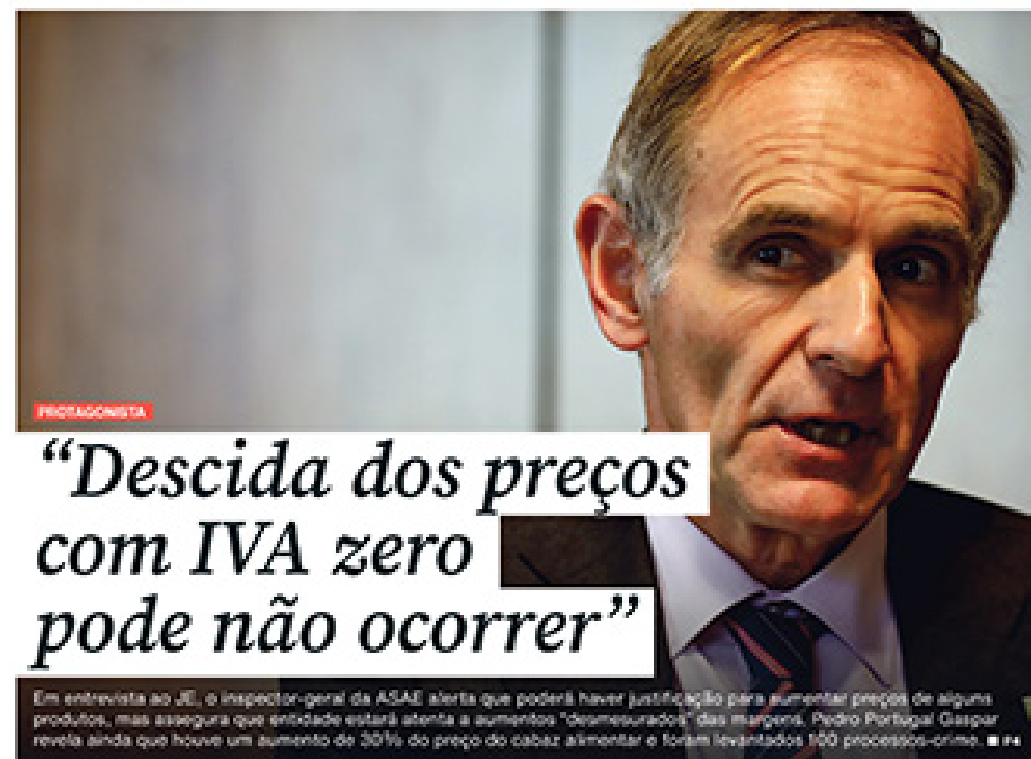 PROTAGONISTA
“Descida dos preços
com IVA zero
pode não ocorrer”
Em entrevista ao JE, o inspector-geral da ASAE alerta que poderá haver justificação para aumentar preços de alguns
produtos, mas assegura que entidade estará atenta a aumentos "desmesurados" das margens. Pedro Portugal Gaspar
revela ainda que houve um aumento de 30% do preço do cabaz alimentar e foram levantados 100 processos-crime. ■ P4